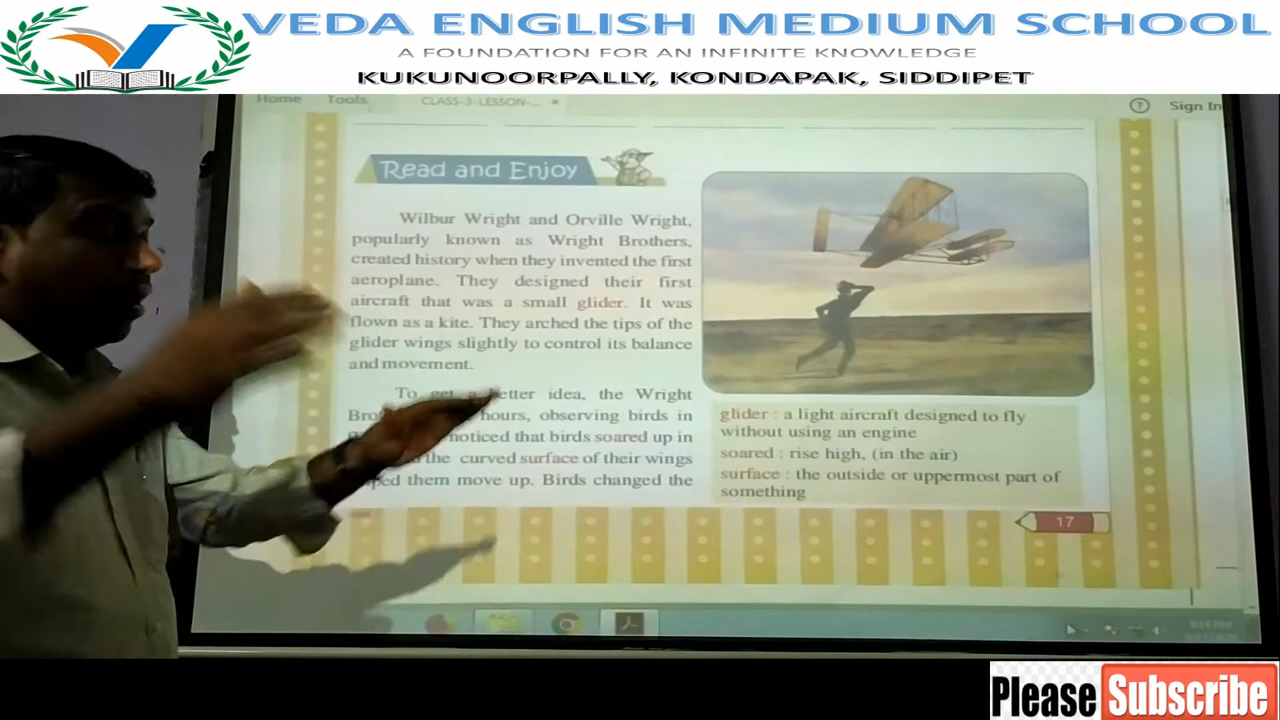 VEDA ENGLISH MEDIUM SCHOOL
A FOUNDATION FOR AN INFINITE KNOWLEDGE
KUKUNOORPALLY, KONDAPAK, SIDDIPET
Home Tools CLASS-3-LESSON-... × ? Sign In
Read and Enjoy
Wilbur Wright and Orville Wright,
popularly known as Wright Brothers,
created history when they invented the first
aeroplane. They designed their first
aircraft that was a small glider. It was
flown as a kite. They arched the tips of the
glider wings slightly to control its balance
and movement.
To get a better idea, the Wright
hours, observing birds in
noticed that birds soared up in
the curved surface of their wings
them move up. Birds changed the
glider : a light aircraft designed to fly
without using an engine
soared : rise high, (in the air)
surface : the outside or uppermost part of
something
17
Please Subscribe